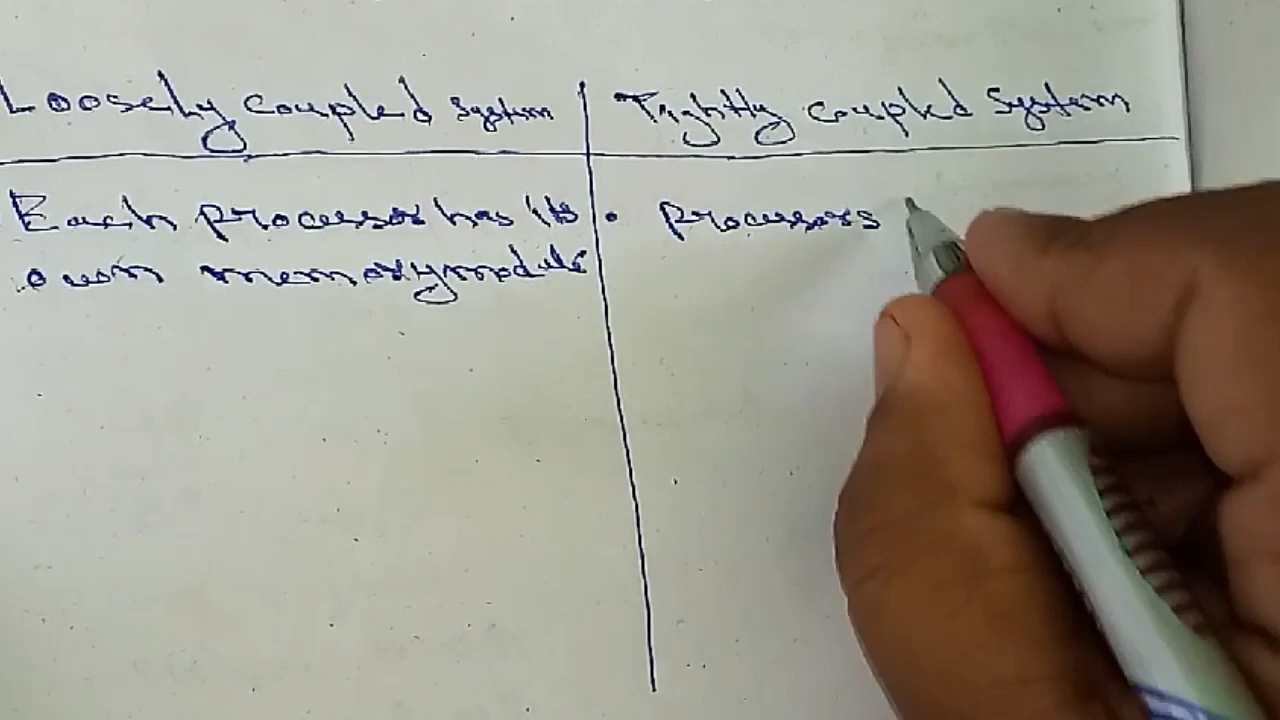 Loosely coupled system
Tightly coupled System
Each processor has its
own memory module
• Processors